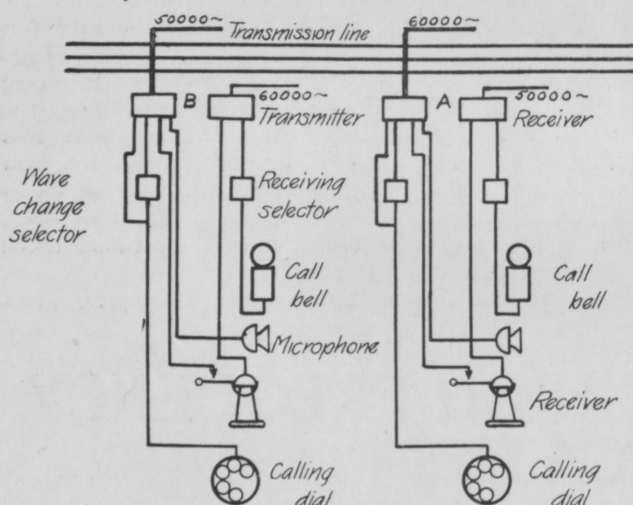 50000~
Transmission line
60000~
B
60000~
Transmitter
A
50000~
Receiver
Wave
change
selector
Receiving
selector
Call
bell
Call
bell
Microphone
Receiver
Calling
dial
Calling
dial